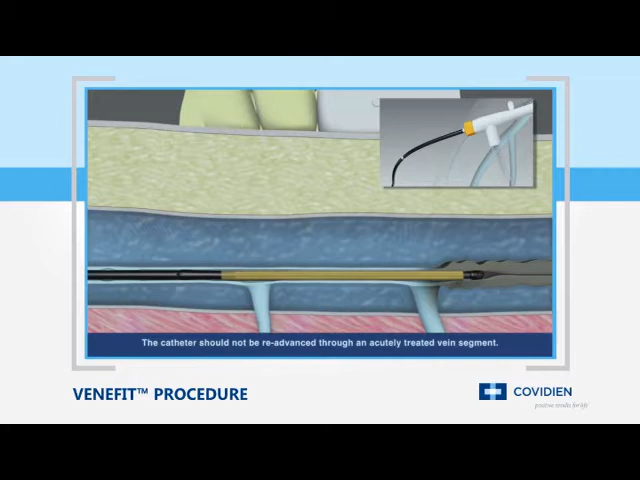 The catheter should not be re-advanced through an acutely treated vein segment.
VENEFIT™ PROCEDURE
COVIDIEN
positive results for life